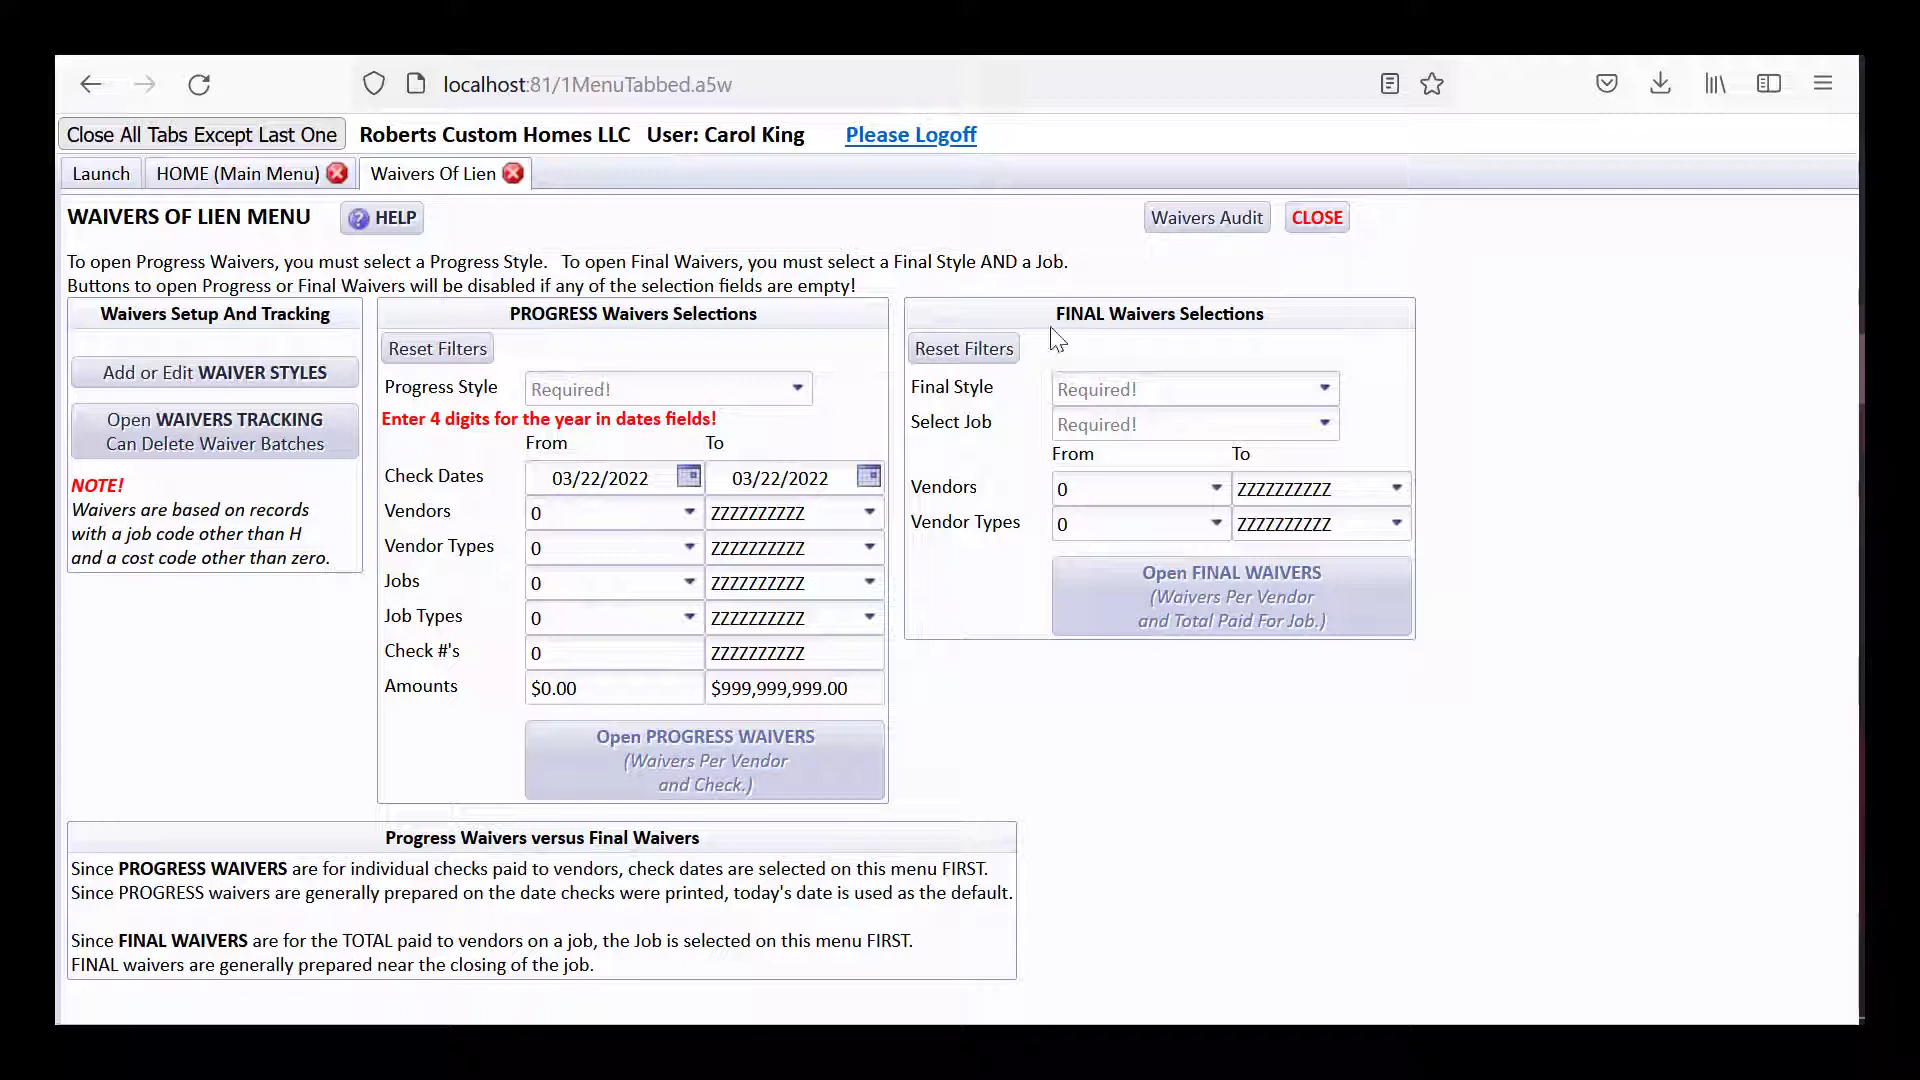 localhost:81/1MenuTabbed.a5w
Close All Tabs Except Last One Roberts Custom Homes LLC User: Carol King Please Logoff
Launch HOME (Main Menu) Waivers Of Lien
WAIVERS OF LIEN MENU ? HELP Waivers Audit CLOSE
To open Progress Waivers, you must select a Progress Style. To open Final Waivers, you must select a Final Style AND a Job.
Buttons to open Progress or Final Waivers will be disabled if any of the selection fields are empty!
Waivers Setup And Tracking
Add or Edit WAIVER STYLES
Open WAIVERS TRACKING
Can Delete Waiver Batches
NOTE!
Waivers are based on records
with a job code other than H
and a cost code other than zero.
PROGRESS Waivers Selections
Reset Filters
Progress Style Required!
Enter 4 digits for the year in dates fields!
From To
Check Dates 03/22/2022 03/22/2022
Vendors 0 ZZZZZZZZZZ
Vendor Types 0 ZZZZZZZZZZ
Jobs 0 ZZZZZZZZZZ
Job Types 0 ZZZZZZZZZZ
Check #'s 0 ZZZZZZZZZZ
Amounts $0.00 $999,999,999.00
Open PROGRESS WAIVERS
(Waivers Per Vendor
and Check.)
FINAL Waivers Selections
Reset Filters
Final Style Required!
Select Job Required!
From To
Vendors 0 ZZZZZZZZZZ
Vendor Types 0 ZZZZZZZZZZ
Open FINAL WAIVERS
(Waivers Per Vendor
and Total Paid For Job.)
Progress Waivers versus Final Waivers
Since PROGRESS WAIVERS are for individual checks paid to vendors, check dates are selected on this menu FIRST.
Since PROGRESS waivers are generally prepared on the date checks were printed, today's date is used as the default.
Since FINAL WAIVERS are for the TOTAL paid to vendors on a job, the Job is selected on this menu FIRST.
FINAL waivers are generally prepared near the closing of the job.